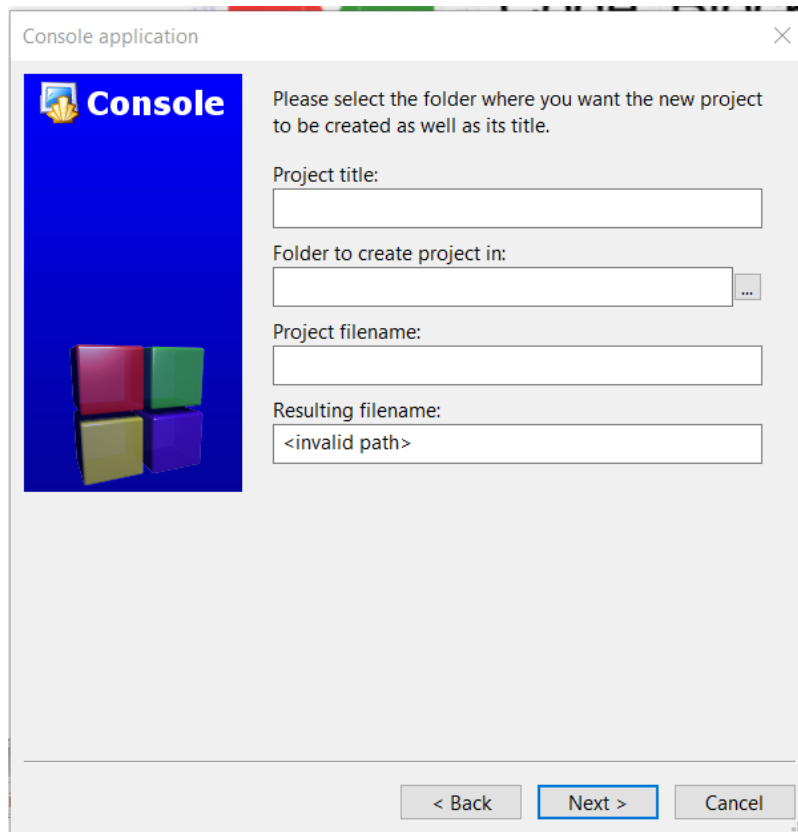 Console application
Console
Please select the folder where you want the new project
to be created as well as its title.
Project title:
Folder to create project in:
...
Project filename:
Resulting filename:
<invalid path>
< Back
Next >
Cancel